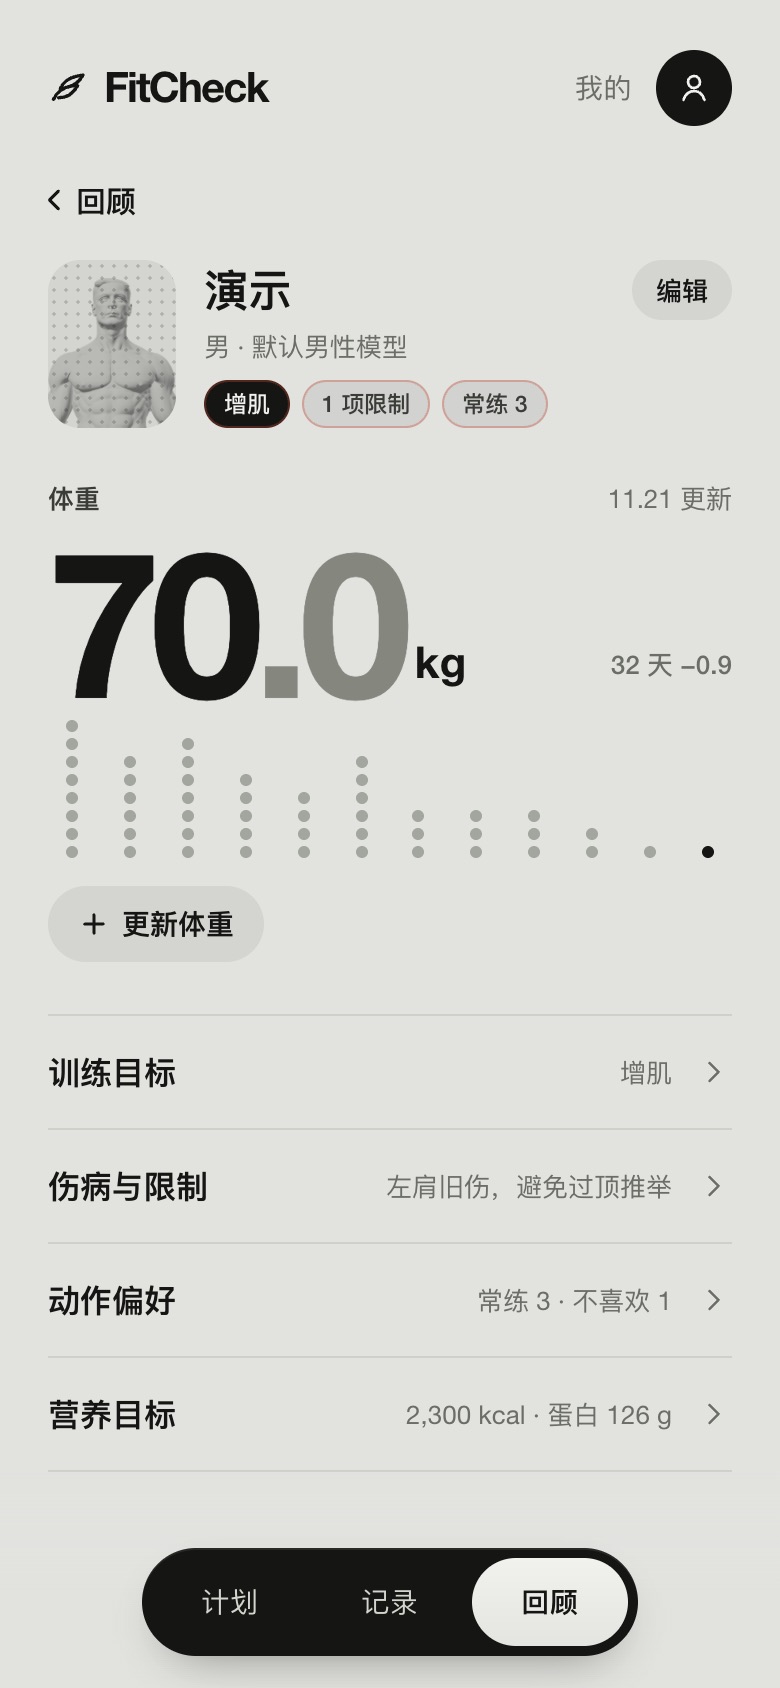 FitCheck
我的
回顾
演示
编辑
男 · 默认男性模型
增肌
1 项限制
常练 3
体重
11.21 更新
70.0kg
32 天 −0.9
更新体重
训练目标
增肌
伤病与限制
左肩旧伤，避免过顶推举
动作偏好
常练 3 · 不喜欢 1
营养目标
2,300 kcal · 蛋白 126 g
计划
记录
回顾